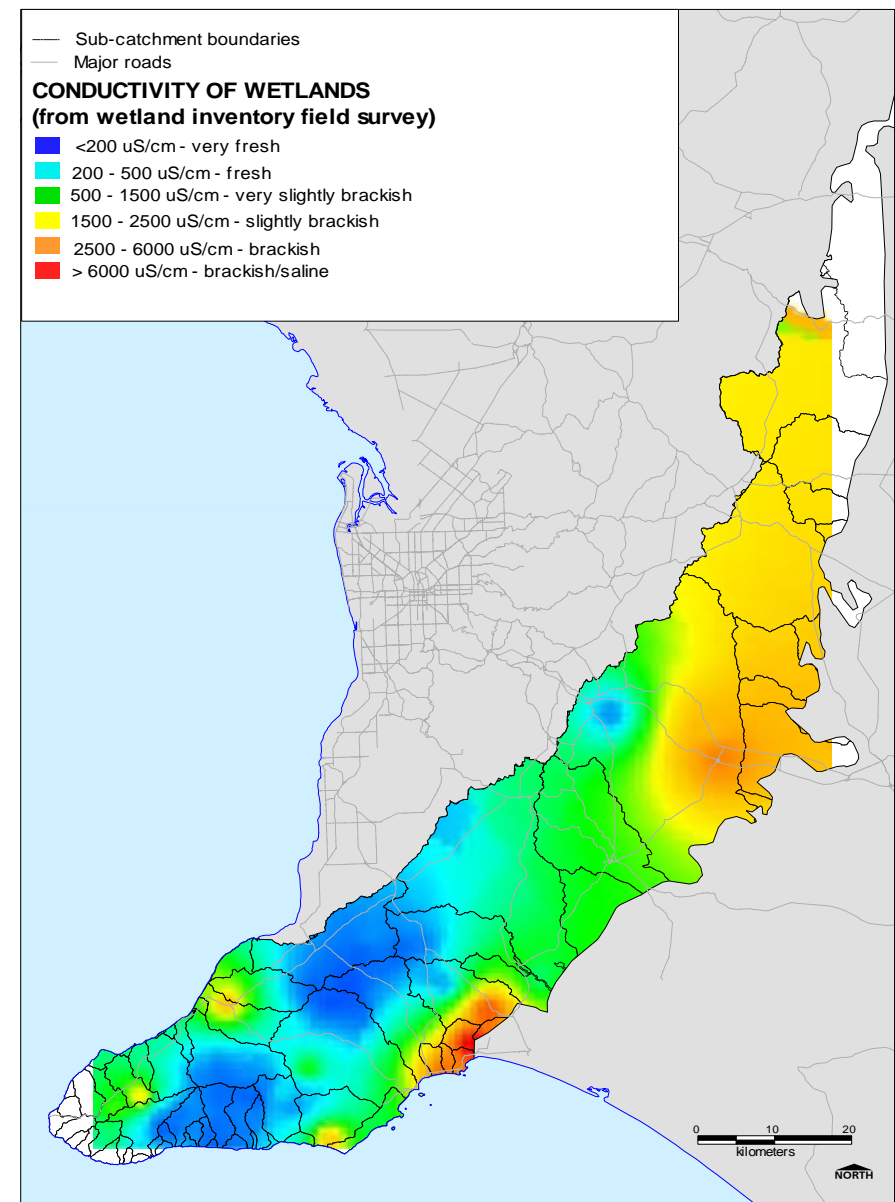 Sub-catchment boundaries
Major roads
CONDUCTIVITY OF WETLANDS
(from wetland inventory field survey)
<200 uS/cm - very fresh
200 - 500 uS/cm - fresh
500 - 1500 uS/cm - very slightly brackish
1500 - 2500 uS/cm - slightly brackish
2500 - 6000 uS/cm - brackish
> 6000 uS/cm - brackish/saline
0 10 20
kilometers
NORTH